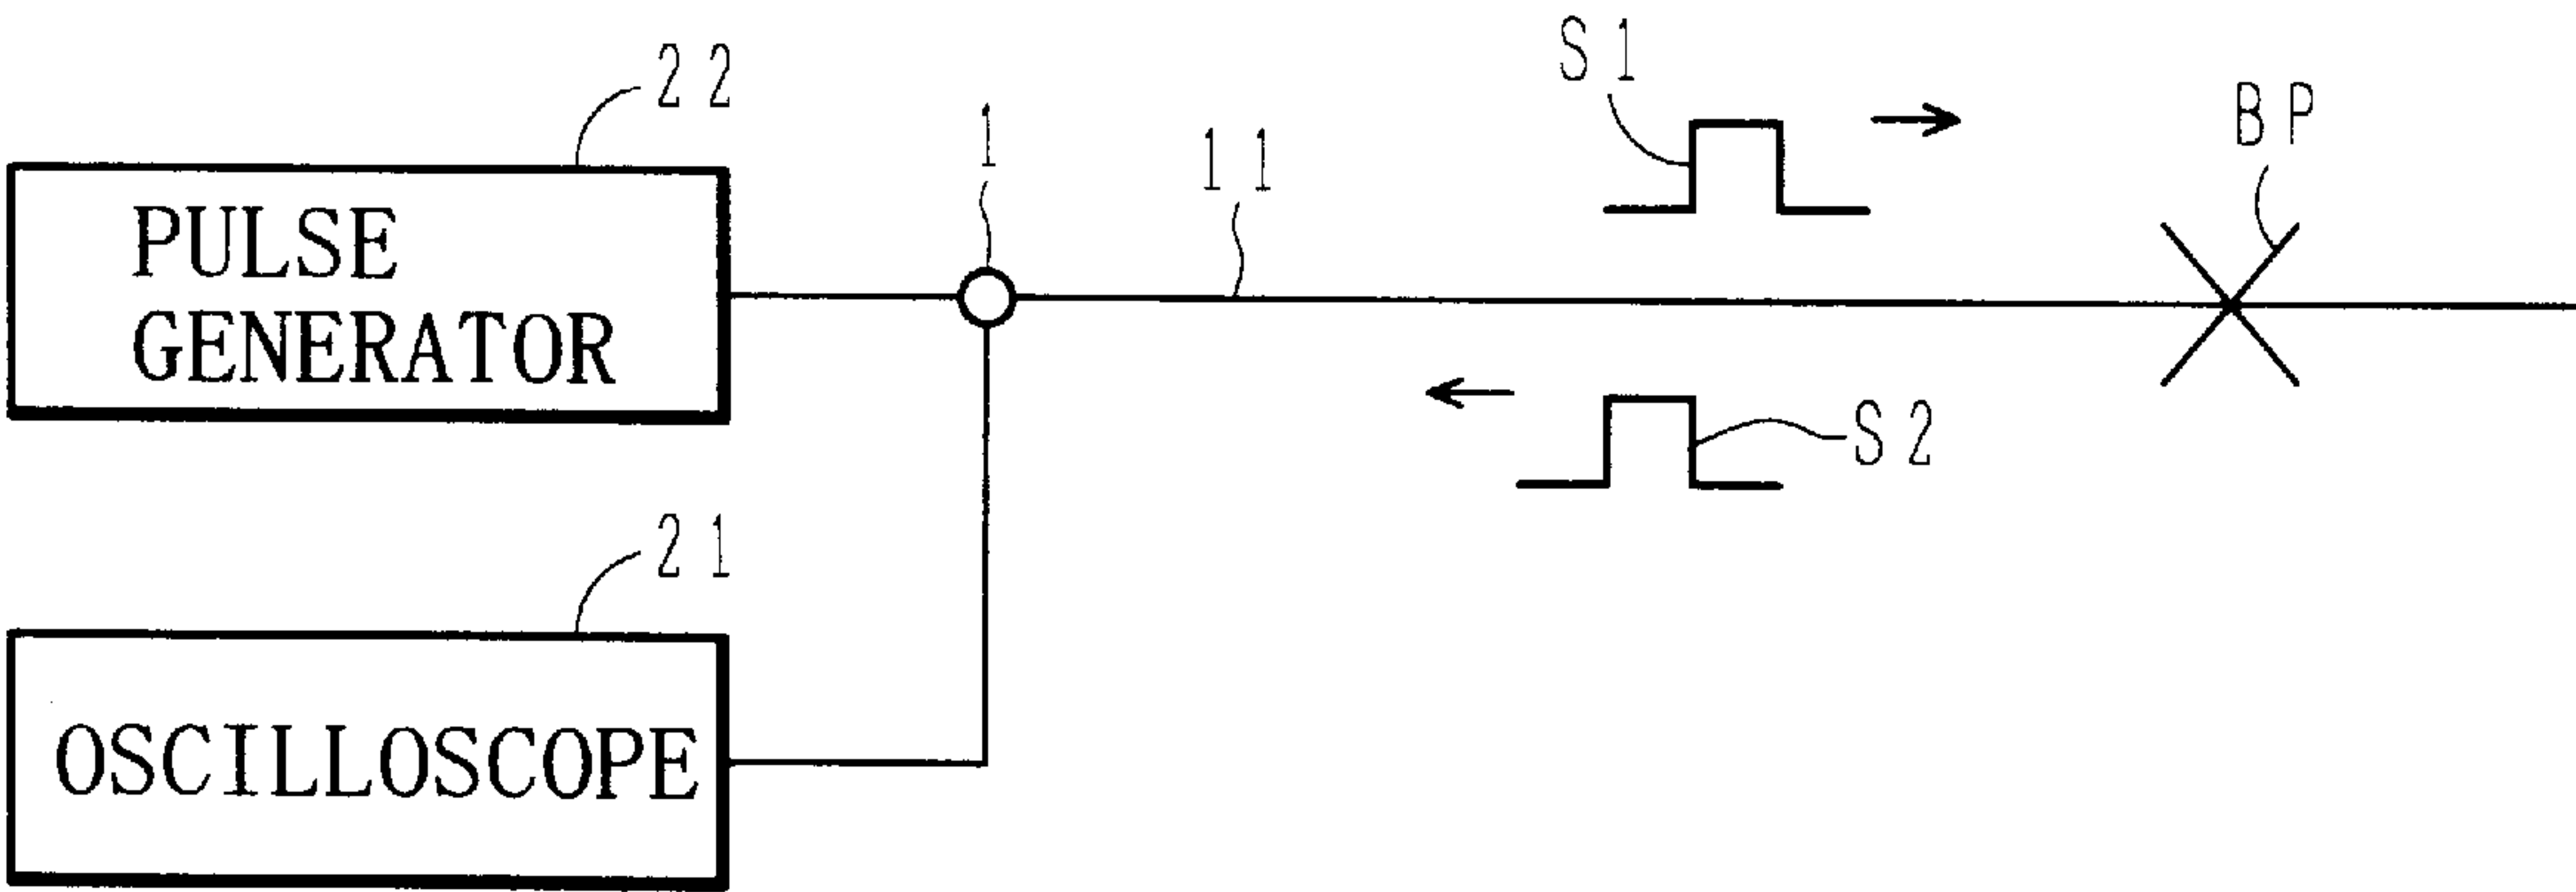 22
PULSE
GENERATOR
1
11
S1
BP
S2
21
OSCILLOSCOPE